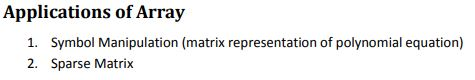 Applications of Array
1. Symbol Manipulation (matrix representation of polynomial equation)
2. Sparse Matrix